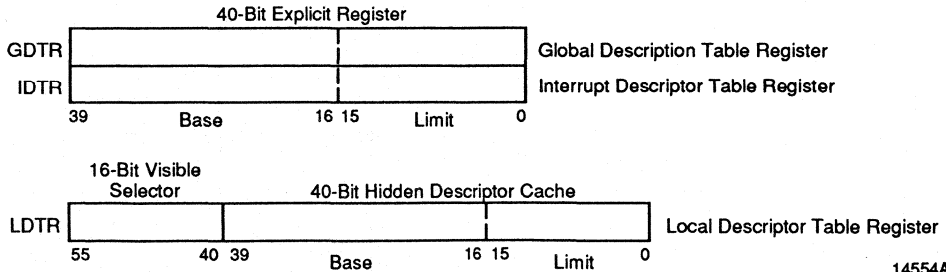 40-Bit Explicit Register
GDTR Global Description Table Register
IDTR Interrupt Descriptor Table Register
39 Base 16 15 Limit 0
16-Bit Visible
Selector 40-Bit Hidden Descriptor Cache
LDTR Local Descriptor Table Register
55 40 39 Base 16 15 Limit 0
14554A